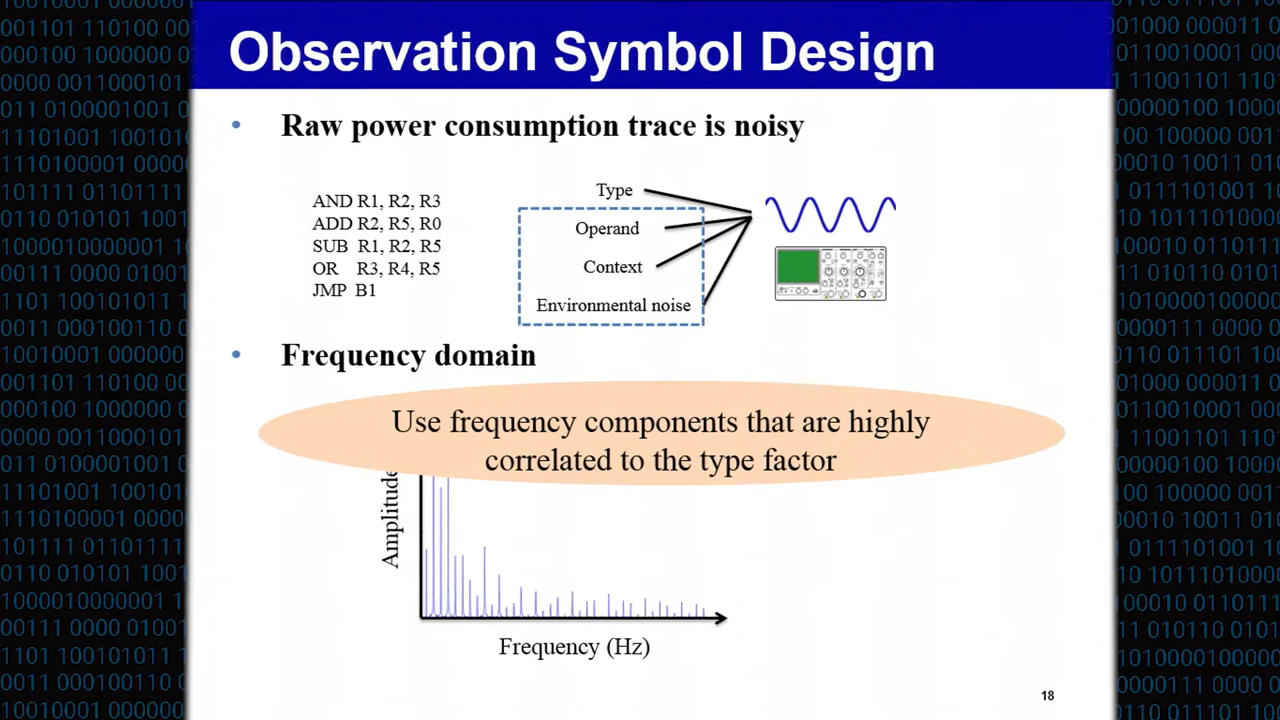 Observation Symbol Design
• Raw power consumption trace is noisy
AND R1, R2, R3
ADD R2, R5, R0
SUB R1, R2, R5
OR R3, R4, R5
JMP B1
Type
Operand
Context
Environmental noise
• Frequency domain
Use frequency components that are highly
correlated to the type factor
Amplitude
Frequency (Hz)
18